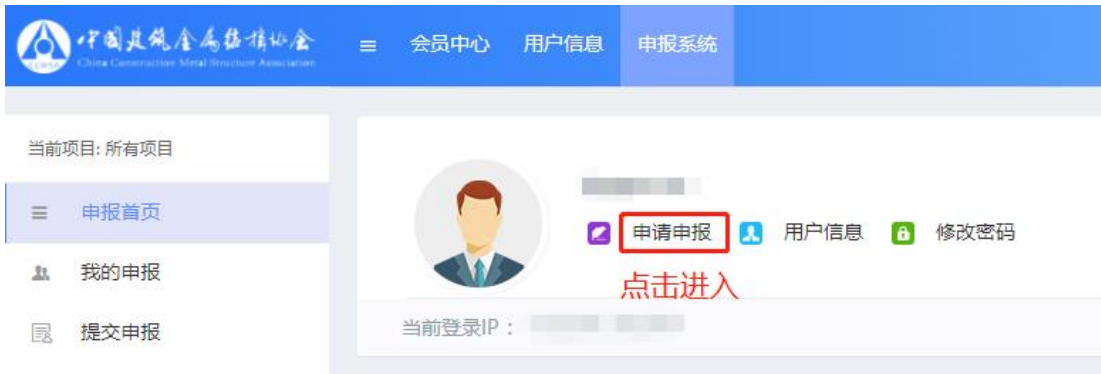 中国建筑金属结构协会
China Construction Metal Structure Association
CCMSA
≡ 会员中心 用户信息 申报系统
当前项目: 所有项目
申报首页
我的申报
提交申报
申请申报 用户信息 修改密码
点击进入
当前登录IP：